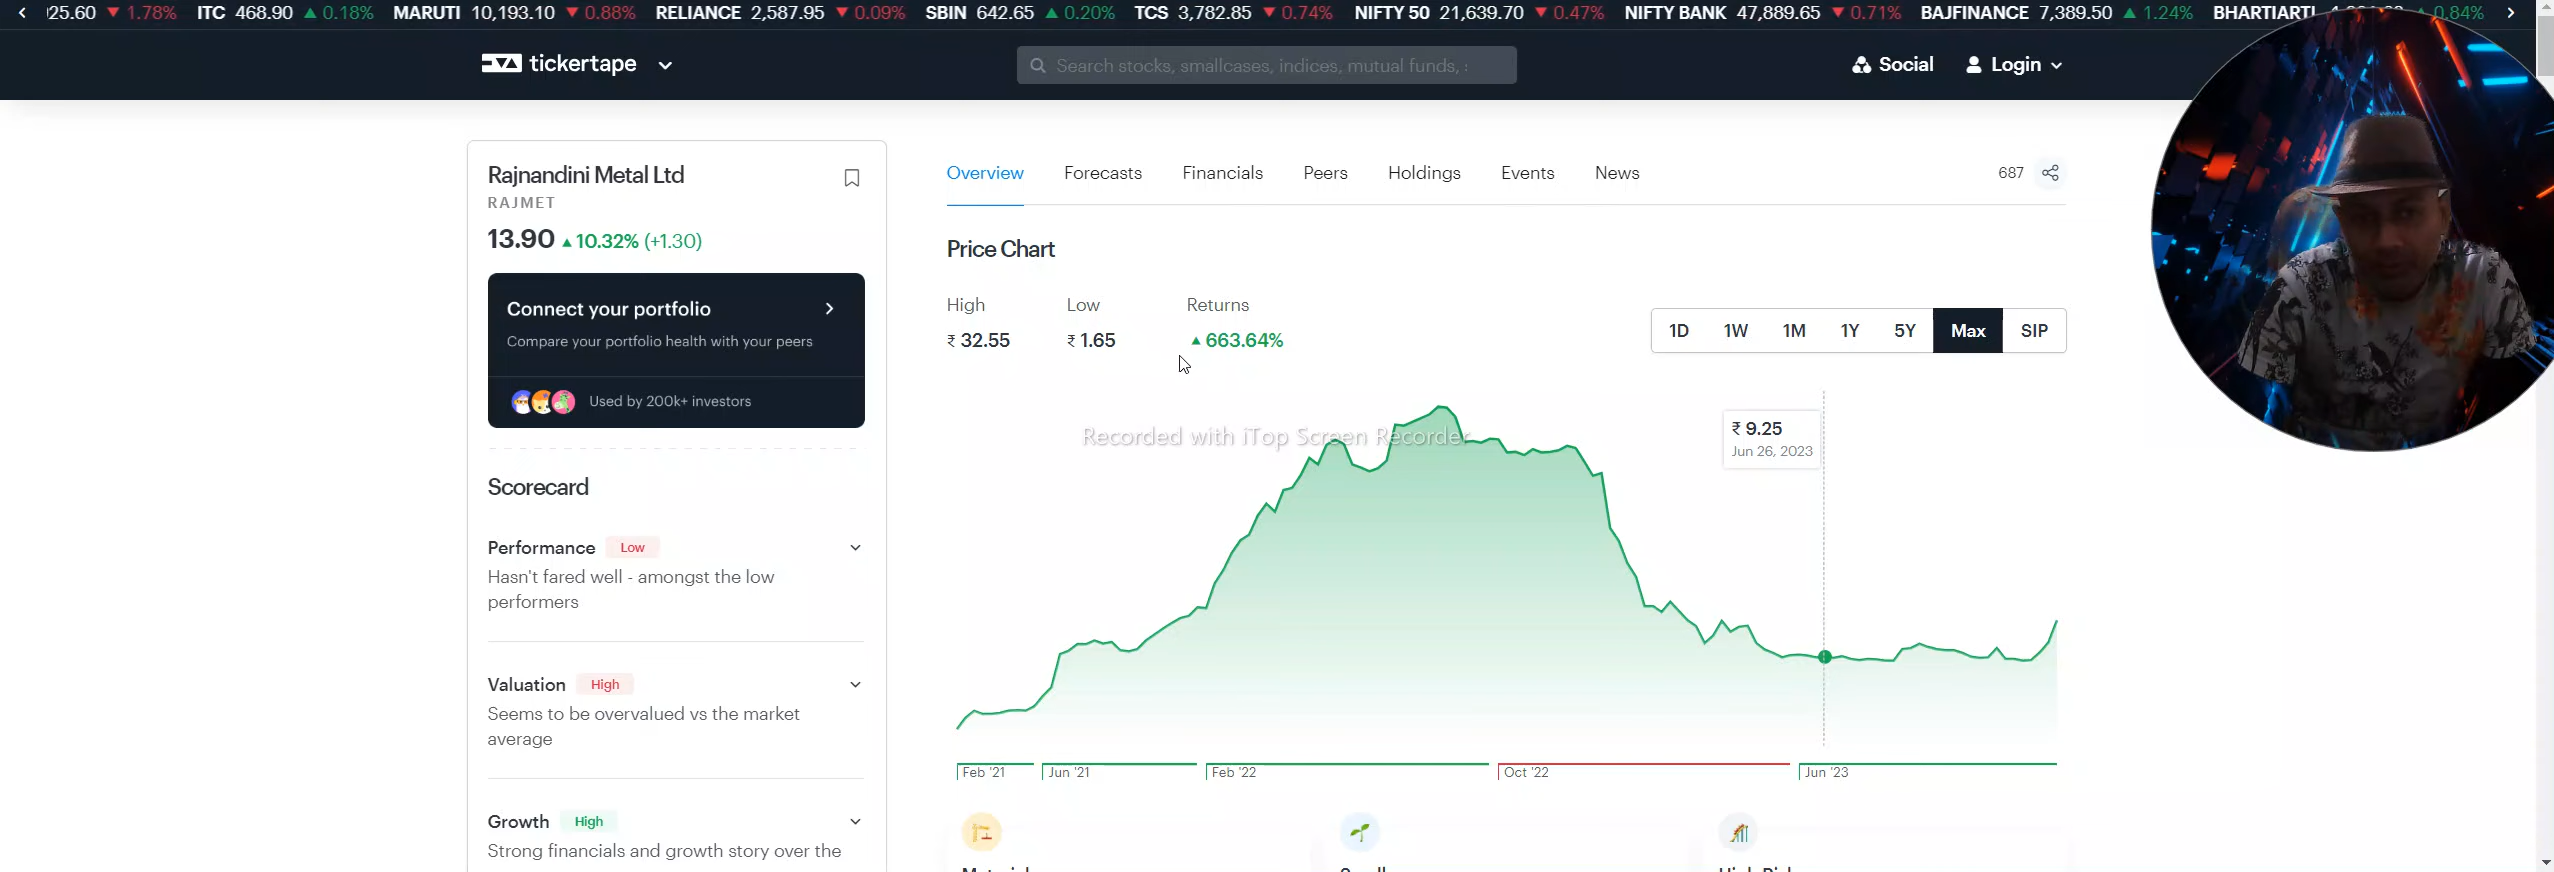 25.60 ▼ 1.78% ITC 468.90 ▲ 0.18% MARUTI 10,193.10 ▼ 0.88% RELIANCE 2,587.95 ▼ 0.09% SBIN 642.65 ▲ 0.20% TCS 3,782.85 ▼ 0.74% NIFTY 50 21,639.70 ▼ 0.47% NIFTY BANK 47,889.65 ▼ 0.71% BAJFINANCE 7,389.50 ▲ 1.24% BHARTIARTL 0.84%
tickertape
Search stocks, smallcases, indices, mutual funds, :
Social
Login
Rajnandini Metal Ltd
RAJMET
13.90 ▲ 10.32% (+1.30)
Connect your portfolio
Compare your portfolio health with your peers
Used by 200k+ investors
Scorecard
Performance Low
Hasn't fared well - amongst the low
performers
Valuation High
Seems to be overvalued vs the market
average
Growth High
Strong financials and growth story over the
Overview Forecasts Financials Peers Holdings Events News
687
Price Chart
High Low Returns
₹ 32.55 ₹ 1.65 ▲ 663.64%
1D 1W 1M 1Y 5Y Max SIP
₹ 9.25
Jun 26, 2023
Recorded with iTop Screen Recorder
Feb '21 Jun '21 Feb '22 Oct '22 Jun '23